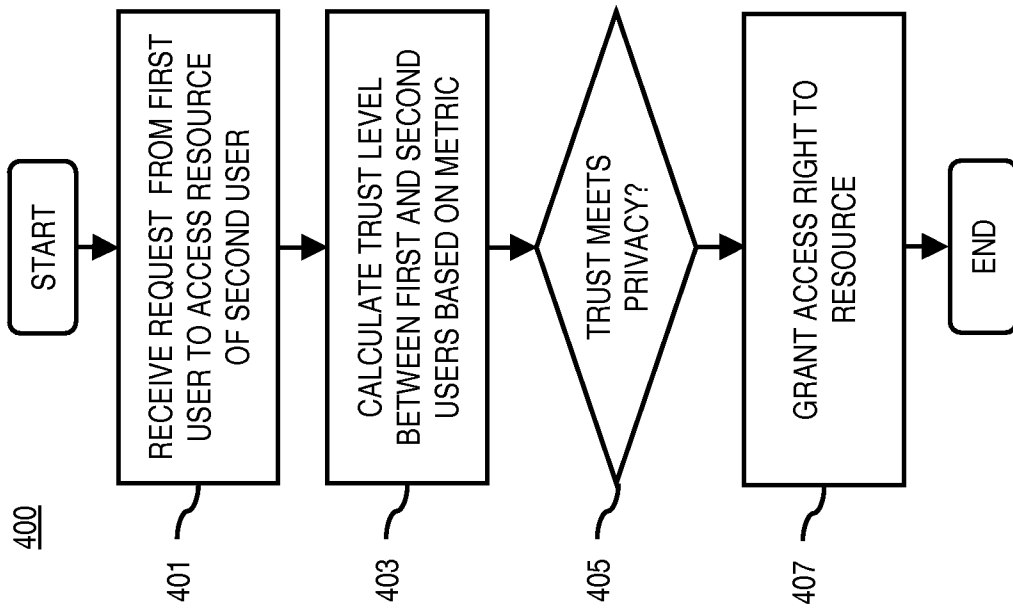 400
START
401
RECEIVE REQUEST FROM FIRST
USER TO ACCESS RESOURCE
OF SECOND USER
403
CALCULATE TRUST LEVEL
BETWEEN FIRST AND SECOND
USERS BASED ON METRIC
405
TRUST MEETS
PRIVACY?
407
GRANT ACCESS RIGHT TO
RESOURCE
END